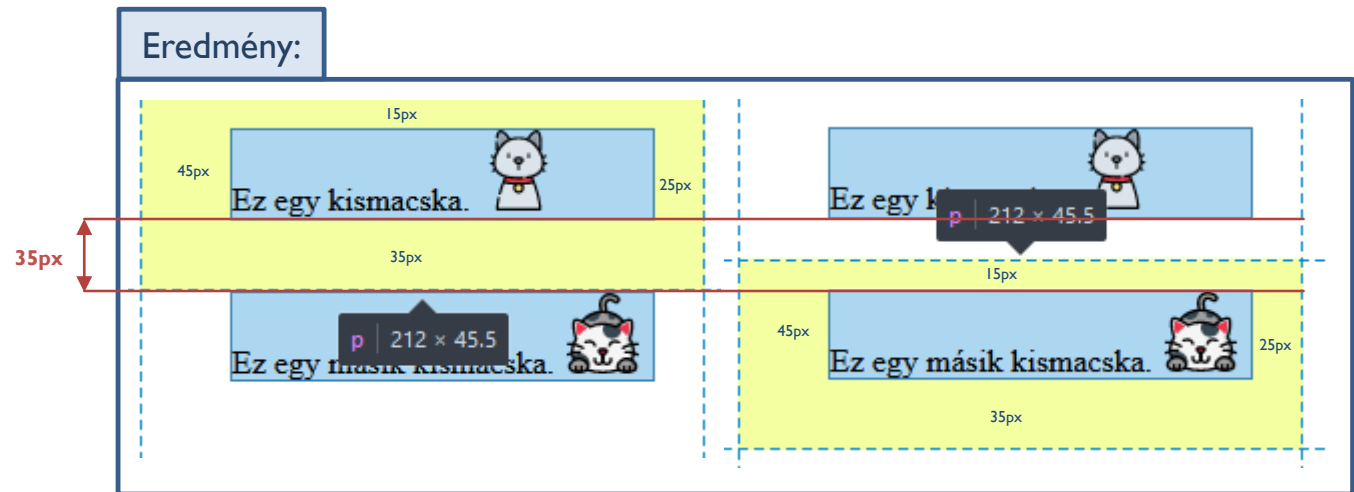 Eredmény:
15px
45px
25px
Ez egy kismacska.
35px
35px
p 212 × 45.5
Ez egy másik kismacska.
Ez egy
p 212 × 45.5
15px
45px
25px
Ez egy másik kismacska.
35px